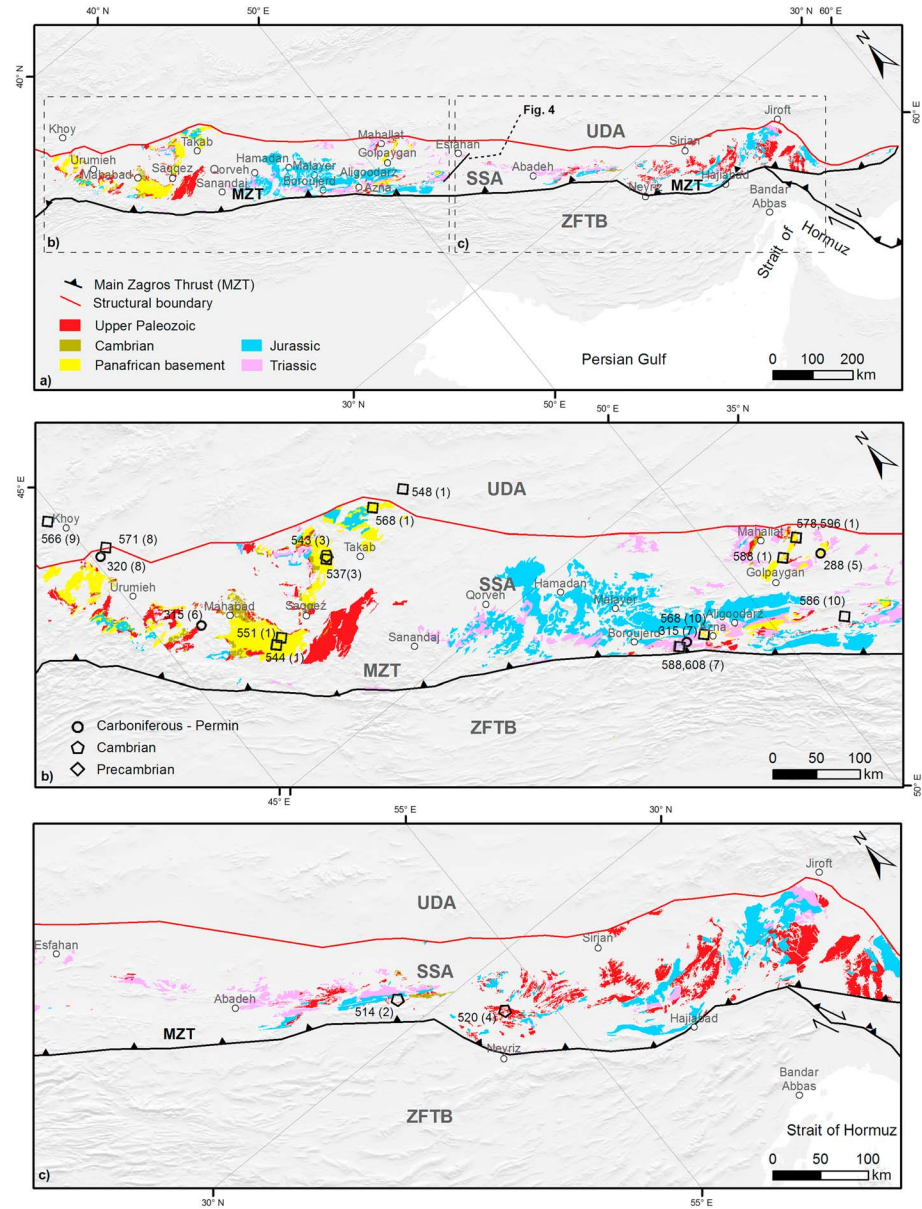 40° N
50° E
30° N
60° E
40° N
60° E
N
Khoy
Urumieh
Mahabad
Takab
Saqqez
Qorveh
Sanandaj
Hamadan
Malayer
Boroujerd
Aligoodarz
Azna
Mahallat
Golpaygan
Esfahan
Fig. 4
UDA
SSA
Abadeh
MZT
MZT
ZFTB
Sirjan
Jiroft
Neyriz
Hajiabad
Bandar
Abbas
Strait of
Hormuz
b)
c)
Main Zagros Thrust (MZT)
Structural boundary
Upper Paleozoic
Cambrian
Panafrican basement
Jurassic
Triassic
Persian Gulf
0 100 200
km
a)
30° N
50° E
50° E
35° N
45° E
N
UDA
548 (1)
568 (1)
Khoy
566 (9)
571 (8)
320 (8)
543 (3)
537(3)
Takab
Urumieh
315 (6)
Mahabad
Saqqez
551 (1)
544 (1)
Sanandaj
Qorveh
SSA
Hamadan
Malayer
Boroujerd
568 (10)
315 (7)
588,608 (7)
Aligoodarz
Azna
Mahallat
578,596 (1)
588 (1)
Golpaygan
288 (5)
586 (10)
MZT
ZFTB
Carboniferous - Permin
Cambrian
Precambrian
0 50 100
km
b)
50° E
45 E
55° E
30° N
N
Jiroft
UDA
Esfahan
SSA
Sirjan
Abadeh
514 (2)
520 (4)
MZT
Neyriz
Hajiabad
Bandar
Abbas
ZFTB
Strait of Hormuz
0 50 100
km
c)
30° N
55° E